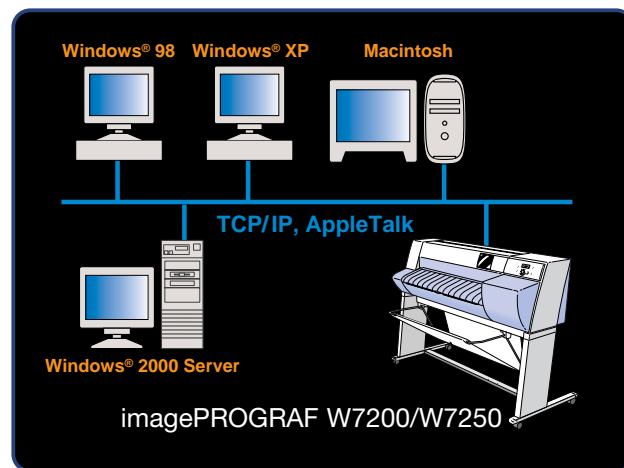 Windows® 98
Windows® XP
Macintosh
TCP/IP, AppleTalk
Windows® 2000 Server
imagePROGRAF W7200/W7250